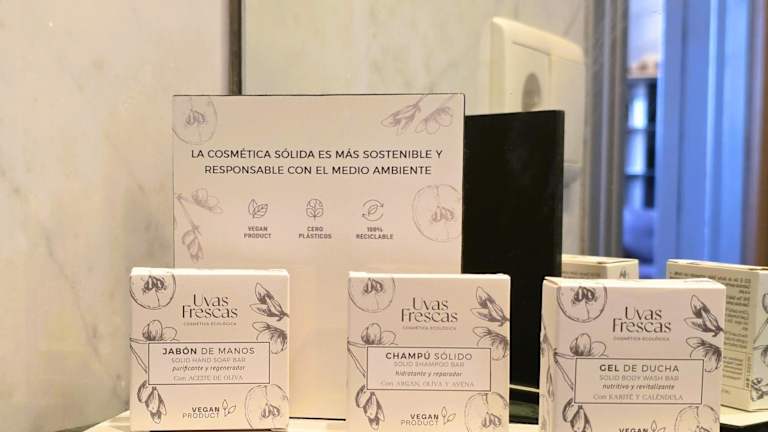 LA COSMÉTICA SÓLIDA ES MÁS SOSTENIBLE Y
RESPONSABLE CON EL MEDIO AMBIENTE
VEGAN
PRODUCT
CERO
PLÁSTICOS
100%
RECICLABLE
Uvas
Frescas
COSMÉTICA ECOLÓGICA
JABÓN DE MANOS
SOLID HAND SOAP BAR
purificante y regenerador
Con ACEITE DE OLIVA
VEGAN
PRODUCT
Uvas
Frescas
COSMÉTICA ECOLÓGICA
CHAMPÚ SÓLIDO
SOLID SHAMPOO BAR
hidratante y reparador
Con ARGÁN, OLIVA Y AVENA
VEGAN
PRODUCT
Uvas
Frescas
COSMÉTICA ECOLÓGICA
GEL DE DUCHA
SOLID BODY WASH BAR
nutritivo y revitalizante
Con KARITÉ Y CALÉNDULA
VEGAN